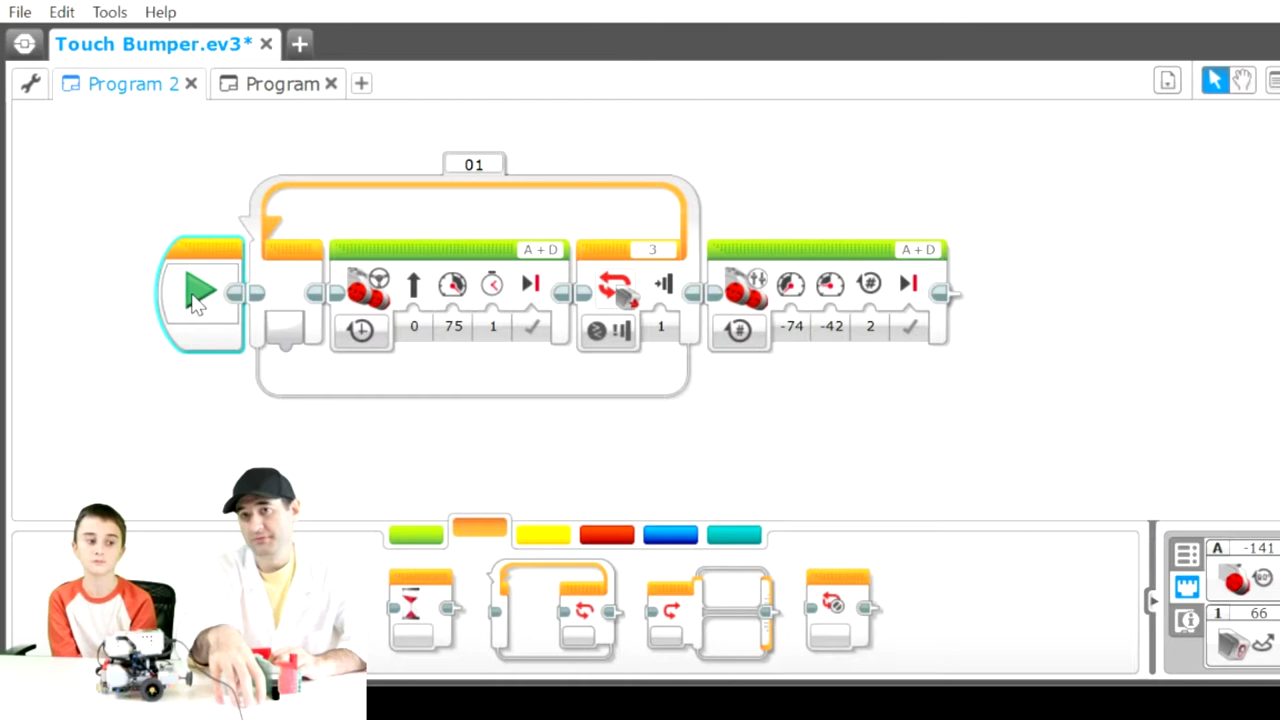 File Edit Tools Help
Touch Bumper.ev3*
Program 2 Program
01
A + D 3 A + D
0 75 1 1 -74 -42 2
A -141
1 66